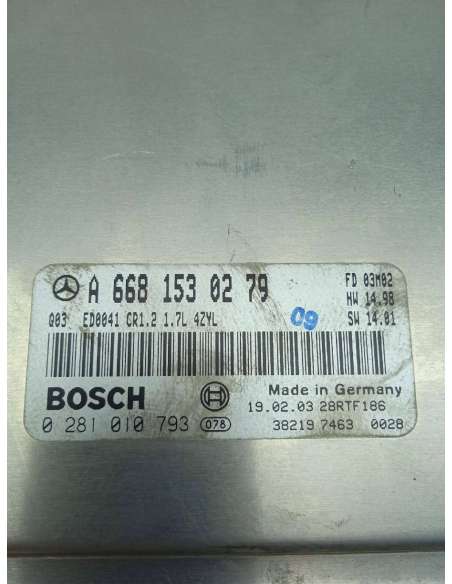 A 668 153 02 79 FD 03M02
HW 14.98
Q03 ED0041 CR1.2 1.7L 4ZYL 09 SW 14.01
BOSCH Made in Germany
19.02.03 28RTF186
0 281 010 793 078 38219 7463 0028